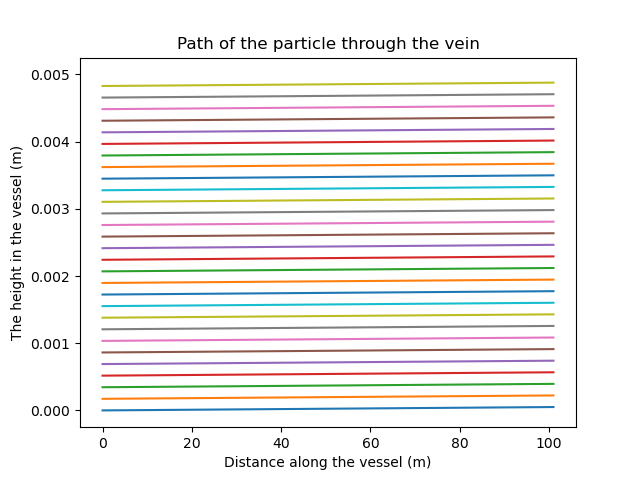 Path of the particle through the vein
0.005
0.004
0.003
0.002
0.001
0.000
The height in the vessel (m)
0 20 40 60 80 100
Distance along the vessel (m)